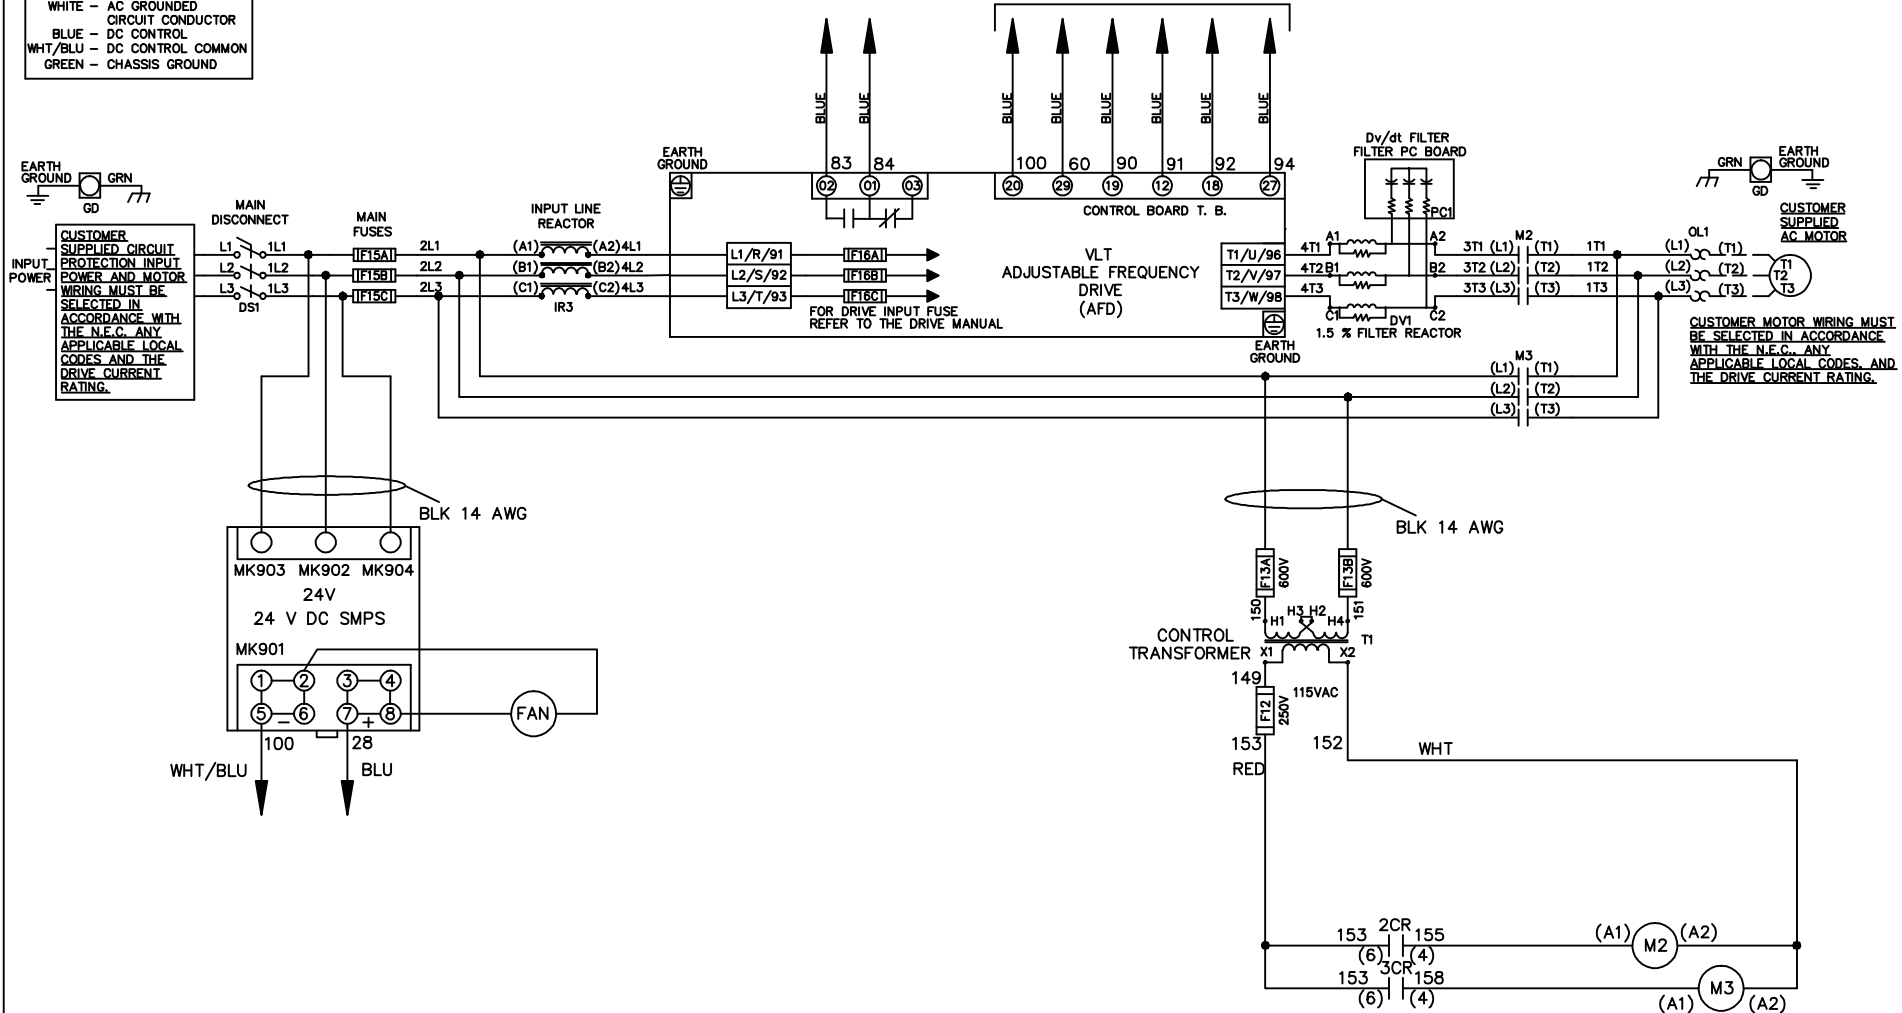 WHITE – AC GROUNDED
CIRCUIT CONDUCTOR
BLUE – DC CONTROL
WHT/BLU – DC CONTROL COMMON
GREEN – CHASSIS GROUND
BLUE BLUE BLUE BLUE BLUE BLUE BLUE BLUE
83 84 100 60 90 91 92 94
EARTH
GROUND
02 01 03 20 29 19 12 18 27
CONTROL BOARD T. B.
Dv/dt FILTER
FILTER PC BOARD
PC1
EARTH
GROUND
GRN
GD
GRN
EARTH
GROUND
GD
CUSTOMER
SUPPLIED
AC MOTOR
MAIN
DISCONNECT
MAIN
FUSES
INPUT LINE
REACTOR
INPUT
POWER
CUSTOMER
SUPPLIED CIRCUIT
PROTECTION INPUT
POWER AND MOTOR
WIRING MUST BE
SELECTED IN
ACCORDANCE WITH
THE N.E.C. ANY
APPLICABLE LOCAL
CODES AND THE
DRIVE CURRENT
RATING.
L1 1L1 F15A 2L1 (A1) (A2) 4L1 L1/R/91 F16A
L2 1L2 F15B 2L2 (B1) (B2) 4L2 L2/S/92 F16B
L3 1L3 F15C 2L3 (C1) (C2) 4L3 L3/T/93 F16C
DS1
IR3
VLT
ADJUSTABLE FREQUENCY
DRIVE
(AFD)
FOR DRIVE INPUT FUSE
REFER TO THE DRIVE MANUAL
T1/U/96 4T1 A1 A2 3T1 (L1) M2 (T1) 1T1 (L1) OL1 (T1) T1
T2/V/97 4T2 B1 B2 3T2 (L2) (T2) 1T2 (L2) (T2) T2
T3/W/98 4T3 C1 C2 3T3 (L3) (T3) 1T3 (L3) (T3) T3
DV1
1.5 % FILTER REACTOR
EARTH
GROUND
CUSTOMER MOTOR WIRING MUST
BE SELECTED IN ACCORDANCE
WITH THE N.E.C., ANY
APPLICABLE LOCAL CODES, AND
THE DRIVE CURRENT RATING.
M3
(L1) (T1)
(L2) (T2)
(L3) (T3)
BLK 14 AWG
BLK 14 AWG
MK903 MK902 MK904
24V
24 V DC SMPS
MK901
1 2 3 4
5 – 6 7 + 8
FAN
100 28
WHT/BLU BLU
F13A 600V F13B 600V
150 151
H1 H3 H2 H4
T1
CONTROL
TRANSFORMER
X1 X2
149
115VAC
F12 250V
153 152
RED
WHT
2CR
153 155 (A1) M2 (A2)
(6) (4)
3CR
153 158 M3
(6) (4) (A1) (A2)